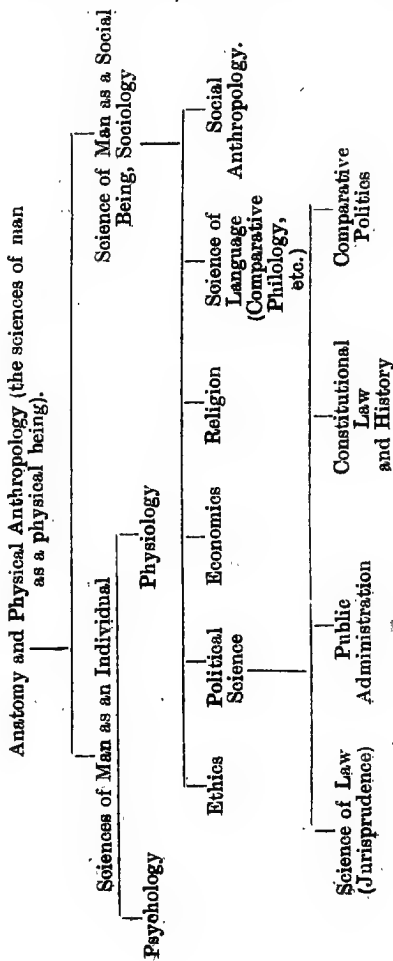 Anatomy and Physical Anthropology (the sciences of man
as a physical being).
Sciences of Man as an Individual
Science of Man as a Social
Being, Sociology
Psychology
Physiology
Ethics
Political
Science
Economics
Religion
Science of
Language
(Comparative
Philology,
etc.)
Social
Anthropology.
Science of Law
(Jurisprudence)
Public
Administration
Constitutional
Law
and History
Comparative
Politics